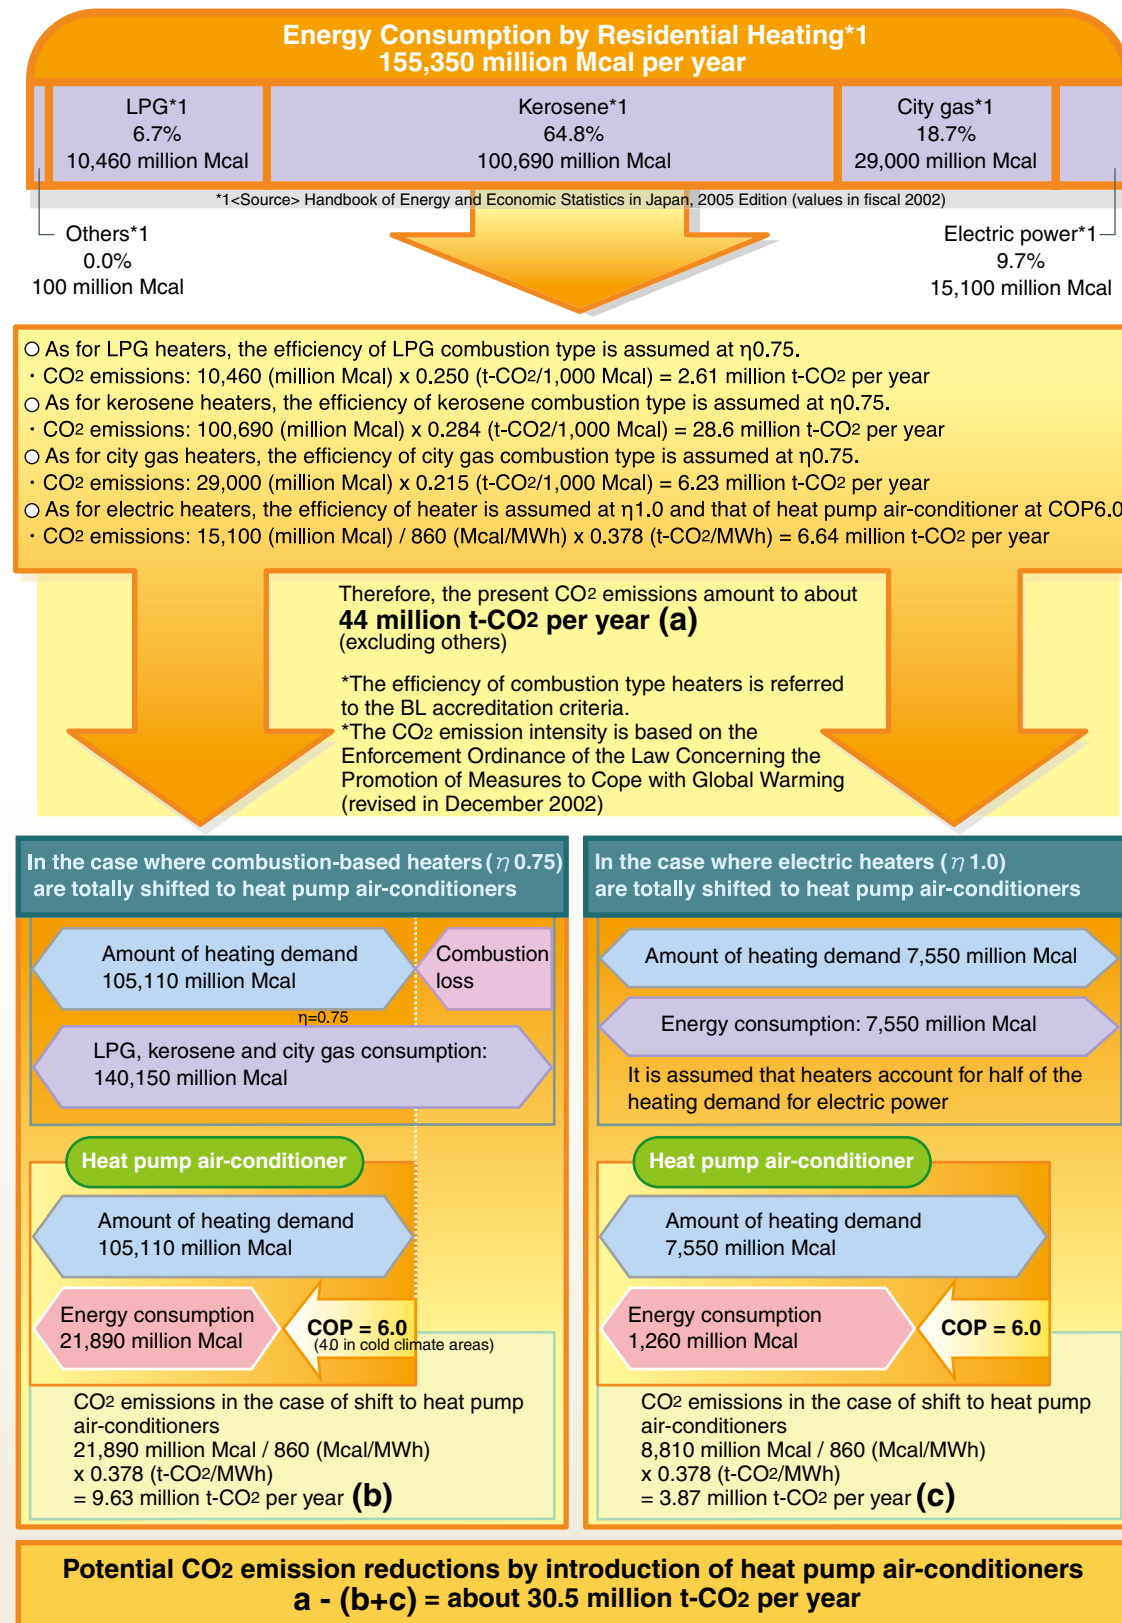 Energy Consumption by Residential Heating*1
155,350 million Mcal per year
LPG*1
6.7%
10,460 million Mcal
Kerosene*1
64.8%
100,690 million Mcal
City gas*1
18.7%
29,000 million Mcal
*1<Source> Handbook of Energy and Economic Statistics in Japan, 2005 Edition (values in fiscal 2002)
Others*1
0.0%
100 million Mcal
Electric power*1
9.7%
15,100 million Mcal
○ As for LPG heaters, the efficiency of LPG combustion type is assumed at η0.75.
・CO2 emissions: 10,460 (million Mcal) x 0.250 (t-CO2/1,000 Mcal) = 2.61 million t-CO2 per year
○ As for kerosene heaters, the efficiency of kerosene combustion type is assumed at η0.75.
・CO2 emissions: 100,690 (million Mcal) x 0.284 (t-CO2/1,000 Mcal) = 28.6 million t-CO2 per year
○ As for city gas heaters, the efficiency of city gas combustion type is assumed at η0.75.
・CO2 emissions: 29,000 (million Mcal) x 0.215 (t-CO2/1,000 Mcal) = 6.23 million t-CO2 per year
○ As for electric heaters, the efficiency of heater is assumed at η1.0 and that of heat pump air-conditioner at COP6.0
・CO2 emissions: 15,100 (million Mcal) / 860 (Mcal/MWh) x 0.378 (t-CO2/MWh) = 6.64 million t-CO2 per year
Therefore, the present CO2 emissions amount to about
44 million t-CO2 per year (a)
(excluding others)
*The efficiency of combustion type heaters is referred
to the BL accreditation criteria.
*The CO2 emission intensity is based on the
Enforcement Ordinance of the Law Concerning the
Promotion of Measures to Cope with Global Warming
(revised in December 2002)
In the case where combustion-based heaters (η 0.75)
are totally shifted to heat pump air-conditioners
Amount of heating demand
105,110 million Mcal
Combustion
loss
η=0.75
LPG, kerosene and city gas consumption:
140,150 million Mcal
Heat pump air-conditioner
Amount of heating demand
105,110 million Mcal
Energy consumption
21,890 million Mcal
COP = 6.0
(4.0 in cold climate areas)
CO2 emissions in the case of shift to heat pump
air-conditioners
21,890 million Mcal / 860 (Mcal/MWh)
x 0.378 (t-CO2/MWh)
= 9.63 million t-CO2 per year (b)
In the case where electric heaters (η 1.0)
are totally shifted to heat pump air-conditioners
Amount of heating demand 7,550 million Mcal
Energy consumption: 7,550 million Mcal
It is assumed that heaters account for half of the
heating demand for electric power
Heat pump air-conditioner
Amount of heating demand
7,550 million Mcal
Energy consumption
1,260 million Mcal
COP = 6.0
CO2 emissions in the case of shift to heat pump
air-conditioners
8,810 million Mcal / 860 (Mcal/MWh)
x 0.378 (t-CO2/MWh)
= 3.87 million t-CO2 per year (c)
Potential CO2 emission reductions by introduction of heat pump air-conditioners
a - (b+c) = about 30.5 million t-CO2 per year